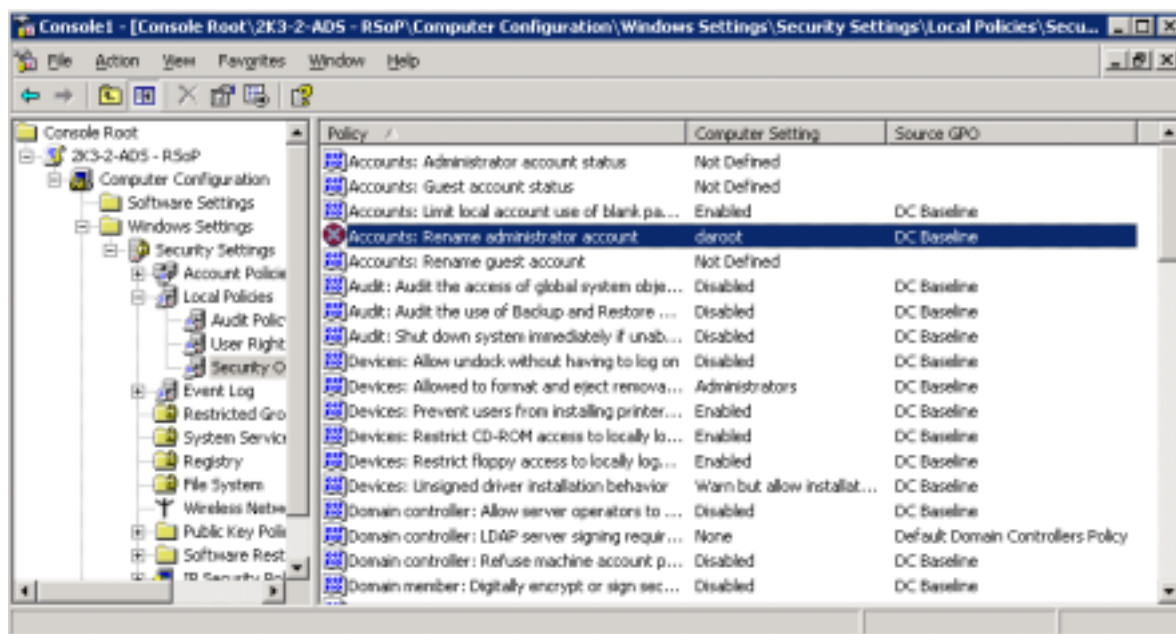 Console1 - [Console Root\2K3-2-ADS - RSoP\Computer Configuration\Windows Settings\Security Settings\Local Policies\Secu...
File Action View Favorites Window Help
Console Root
2K3-2-ADS - RSoP
Computer Configuration
Software Settings
Windows Settings
Security Settings
Account Policie
Local Policies
Audit Polic
User Right
Security O
Event Log
Restricted Gro
System Service
Registry
File System
Wireless Netw
Public Key Polic
Software Rest
IP Security Pol
Policy Computer Setting Source GPO
Accounts: Administrator account status Not Defined
Accounts: Guest account status Not Defined
Accounts: Limit local account use of blank pa... Enabled DC Baseline
Accounts: Rename administrator account daroot DC Baseline
Accounts: Rename guest account Not Defined
Audit: Audit the access of global system obje... Disabled DC Baseline
Audit: Audit the use of Backup and Restore ... Disabled DC Baseline
Audit: Shut down system immediately if unab... Disabled DC Baseline
Devices: Allow undock without having to log on Disabled DC Baseline
Devices: Allowed to format and eject remova... Administrators DC Baseline
Devices: Prevent users from installing printer... Enabled DC Baseline
Devices: Restrict CD-ROM access to locally lo... Enabled DC Baseline
Devices: Restrict floppy access to locally log... Enabled DC Baseline
Devices: Unsigned driver installation behavior Warn but allow installat... DC Baseline
Domain controller: Allow server operators to ... Disabled DC Baseline
Domain controller: LDAP server signing requir... None Default Domain Controllers Policy
Domain controller: Refuse machine account p... Disabled DC Baseline
Domain member: Digitally encrypt or sign sec... Disabled DC Baseline